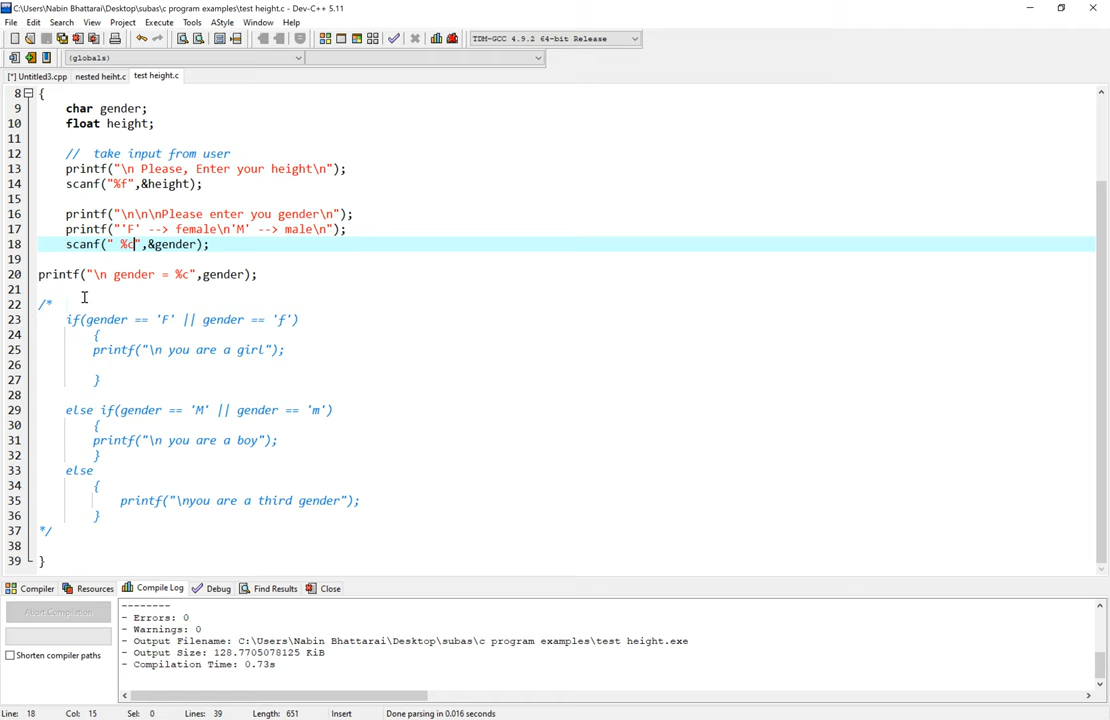 C:\Users\Nabin Bhattarai\Desktop\subas\c program examples\test height.c - Dev-C++ 5.11
File Edit Search View Project Execute Tools AStyle Window Help
TDM-GCC 4.9.2 64-bit Release
(globals)
[*] Untitled3.cpp nested heiht.c test height.c
8 {
9 char gender;
10 float height;
11
12 // take input from user
13 printf("\n Please, Enter your height\n");
14 scanf("%f",&height);
15
16 printf("\n\n\nPlease enter you gender\n");
17 printf("'F' --> female\n'M' --> male\n");
18 scanf(" %c",&gender);
19
20 printf("\n gender = %c",gender);
21
22 /*
23 if(gender == 'F' || gender == 'f')
24 {
25 printf("\n you are a girl");
26
27 }
28
29 else if(gender == 'M' || gender == 'm')
30 {
31 printf("\n you are a boy");
32 }
33 else
34 {
35 printf("\nyou are a third gender");
36 }
37 */
38
39 }
Compiler Resources Compile Log Debug Find Results Close
Abort Compilation
Shorten compiler paths
--------
- Errors: 0
- Warnings: 0
- Output Filename: C:\Users\Nabin Bhattarai\Desktop\subas\c program examples\test height.exe
- Output Size: 128.7705078125 KiB
- Compilation Time: 0.73s
Line: 18 Col: 15 Sel: 0 Lines: 39 Length: 651 Insert Done parsing in 0.016 seconds